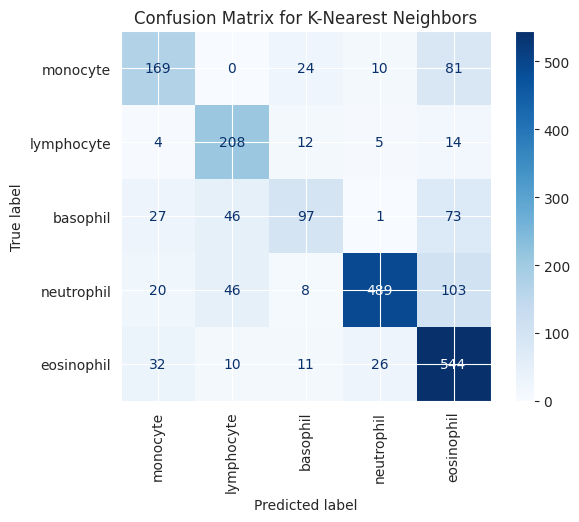 Confusion Matrix for K-Nearest Neighbors
True label
monocyte 169 0 24 10 81
lymphocyte 4 208 12 5 14
basophil 27 46 97 1 73
neutrophil 20 46 8 489 103
eosinophil 32 10 11 26 544
monocyte lymphocyte basophil neutrophil eosinophil
Predicted label
500
400
300
200
100
0